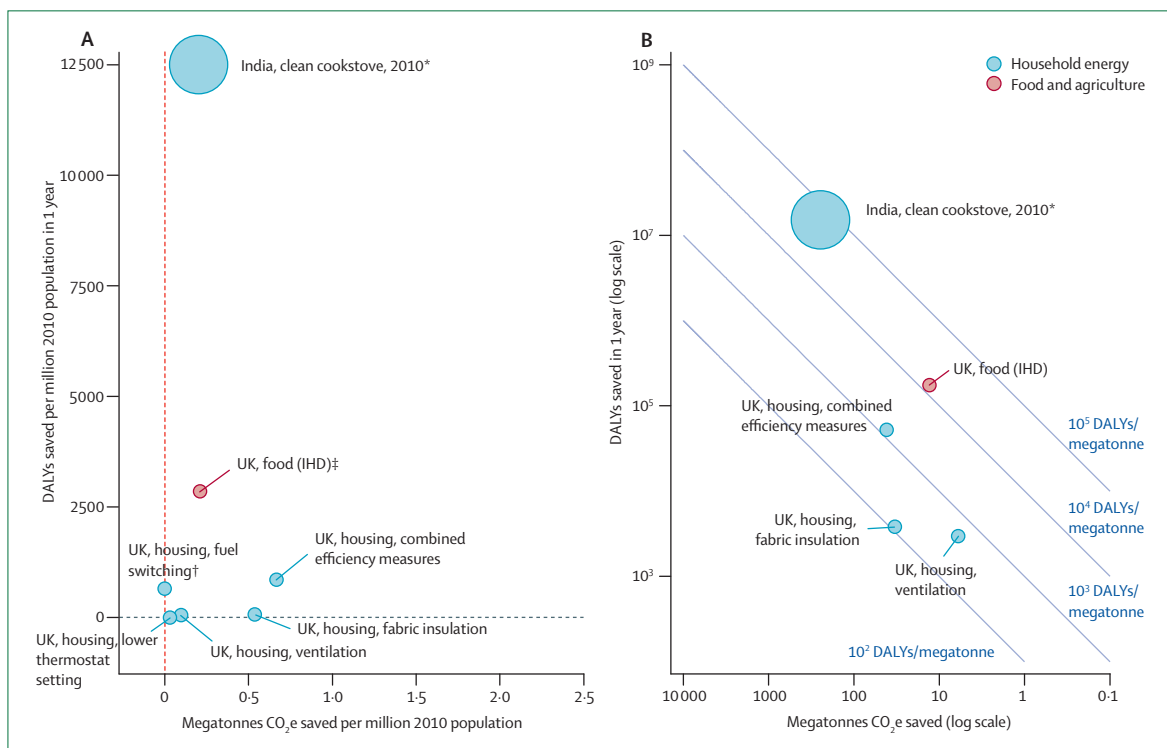 A
12 500
10 000
7500
5000
2500
0
DALYs saved per million 2010 population in 1 year
India, clean cookstove, 2010*
UK, food (IHD)‡
UK, housing, fuel
switching†
UK, housing, combined
efficiency measures
UK, housing, lower
thermostat
setting
UK, housing, ventilation
UK, housing, fabric insulation
0
0·5
1·0
1·5
2·0
2·5
Megatonnes CO₂e saved per million 2010 population
B
Household energy
Food and agriculture
10⁹
10⁷
10⁵
10³
DALYs saved in 1 year (log scale)
India, clean cookstove, 2010*
UK, food (IHD)
UK, housing, combined
efficiency measures
UK, housing,
fabric insulation
UK, housing,
ventilation
10⁵ DALYs/
megatonne
10⁴ DALYs/
megatonne
10³ DALYs/
megatonne
10² DALYs/megatonne
10 000
1000
100
10
1
0·1
Megatonnes CO₂e saved (log scale)